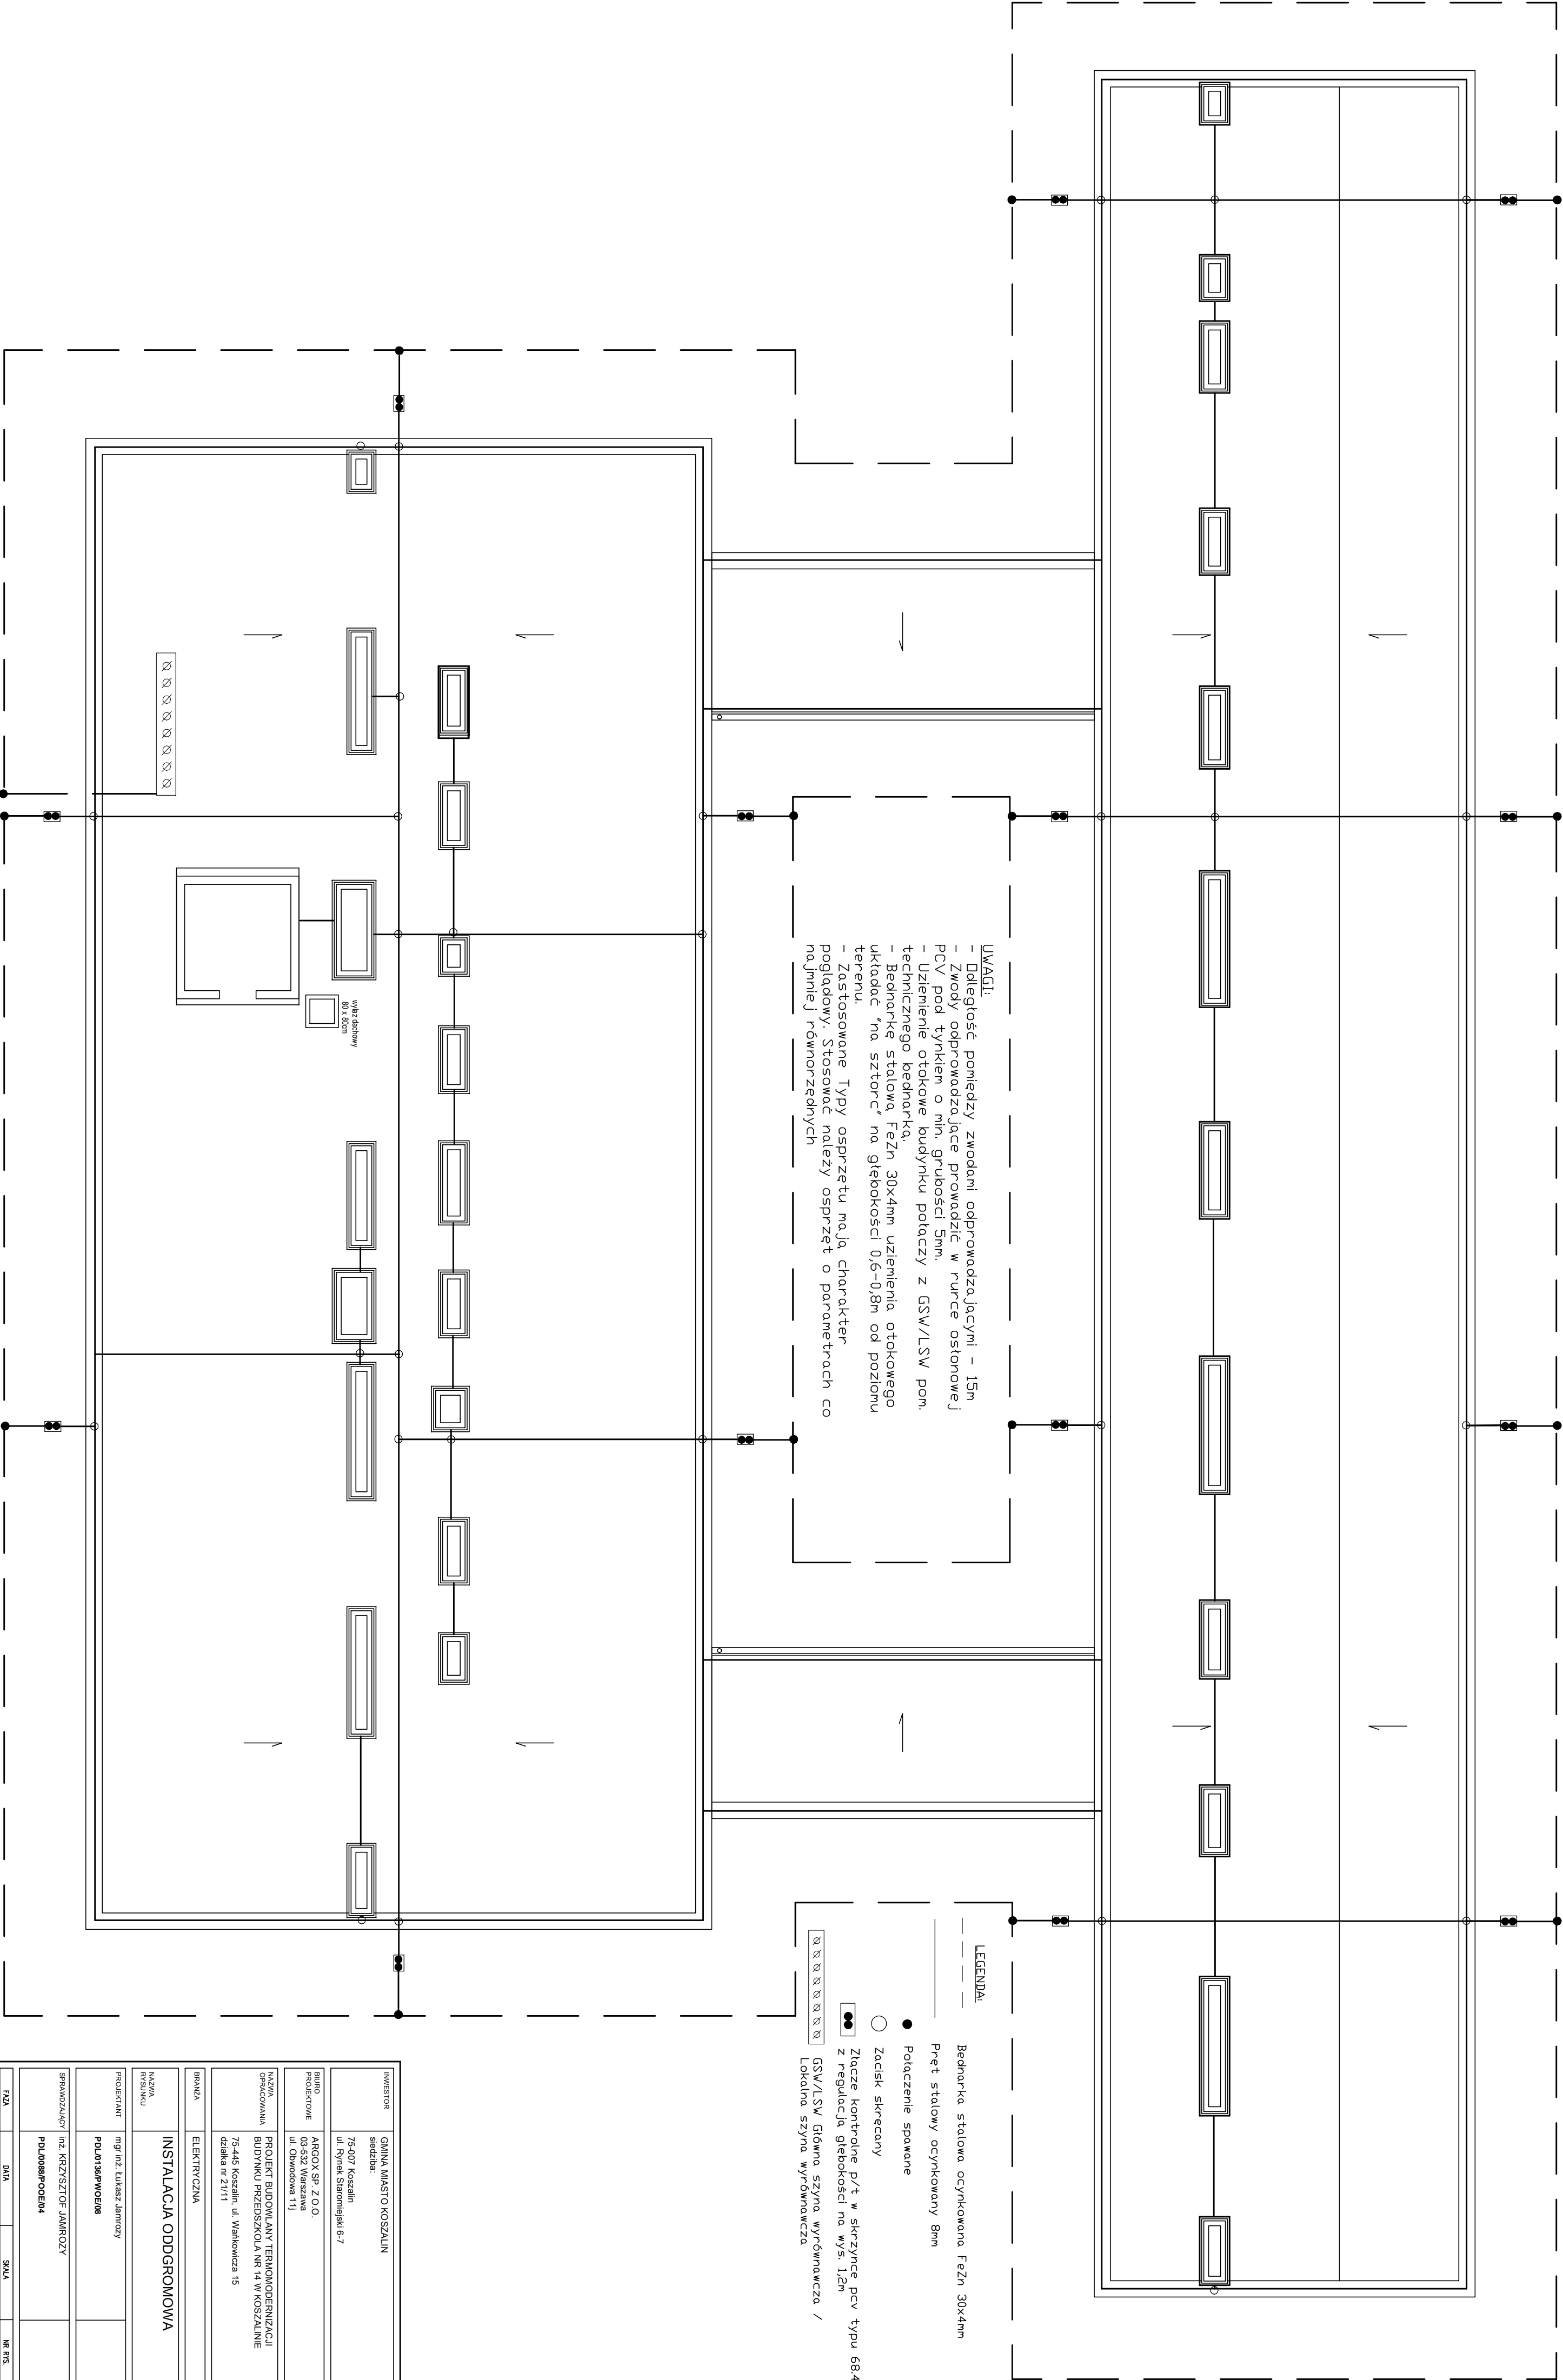 UWAGI:
- Odległość pomiędzy zwodami odprowadzającymi - 15m
- Zwody odprowadzające prowadzić w rurce osłonowej
PCV pod tynkiem o min. grubości 5mm.
- Uziemienie otokowe budynku połączy z GSW/LSW pom.
technicznego bednarką.
- Bednarkę stalową FeZn 30x4mm uziemienia otokowego
układać "na sztorc" na głębokości 0,6-0,8m od poziomu
terenu.
- Zastosowane Typy osprzętu mają charakter
poglądowy. Stosować należy osprzęt o parametrach co
najmniej równorzędnych
wyłaz dachowy
80 x 80cm
LEGENDA:
Bednarka stalowa ocynkowana FeZn 30x4mm
Pręt stalowy ocynkowany 8mm
Połaczenie spawane
Zacisk skręcany
Złącze kontrolne p/t w skrzynce pcv typu 68.4
z regulacją głębokości na wys. 1,2m
GSW/LSW Główna szyna wyrównawcza /
Lokalna szyna wyrównawcza
INWESTOR
GMINA MIASTO KOSZALIN
siedziba:
75-007 Koszalin
ul. Rynek Staromiejski 6-7
BIURO
PROJEKTOWE
ARGOX SP. Z O.O.
03-532 Warszawa
ul. Obwodowa 11j
NAZWA
OPRACOWANIA
PROJEKT BUDOWLANY TERMOMODERNIZACJI
BUDYNKU PRZEDSZKOLA NR 14 W KOSZALINIE
75-445 Koszalin, ul. Wańkowicza 15
działka nr 21/11
BRANŻA
ELEKTRYCZNA
NAZWA
RYSUNKU
INSTALACJA ODDGROMOWA
PROJEKTANT
mgr inż. Łukasz Jamrozy
PDL/0136/PWOE/08
SPRAWDZAJĄCY
inż. KRZYSZTOF JAMROZY
PDL/0088/POOE/04
FAZA
DATA
SKALA
NR RYS.